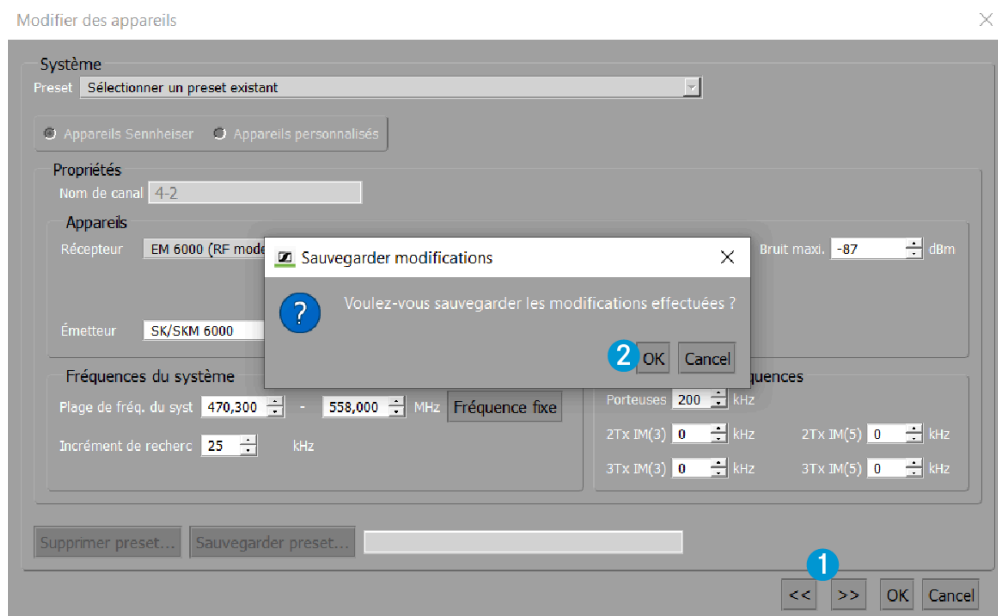 Modifier des appareils
Système
Preset Sélectionner un preset existant
Appareils Sennheiser Appareils personnalisés
Propriétés
Nom de canal 4-2
Appareils
Récepteur EM 6000 (RF mode Bruit maxi. -87 dBm
Sauvegarder modifications
Voulez-vous sauvegarder les modifications effectuées ?
?
Émetteur SK/SKM 6000
2 OK Cancel
Fréquences du système quences
Plage de fréq. du syst 470,300 - 558,000 MHz Fréquence fixe Porteuses 200 kHz
Incrément de recherc 25 kHz 2Tx IM(3) 0 kHz 2Tx IM(5) 0 kHz
3Tx IM(3) 0 kHz 3Tx IM(5) 0 kHz
Supprimer preset... Sauvegarder preset...
1
<< >> OK Cancel